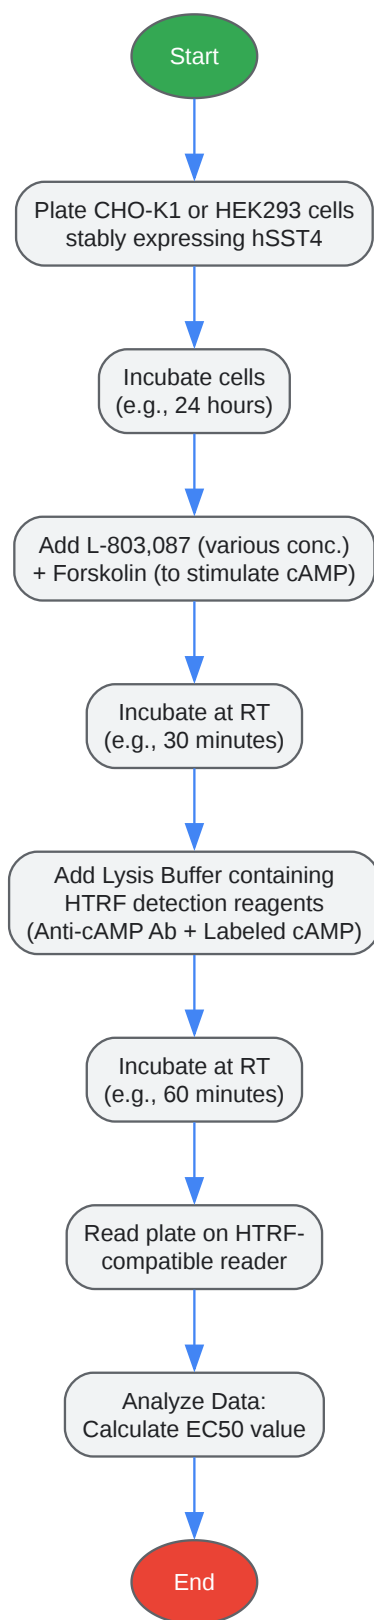 Start
Plate CHO-K1 or HEK293 cells
stably expressing hSST4
Incubate cells
(e.g., 24 hours)
Add L-803,087 (various conc.)
+ Forskolin (to stimulate cAMP)
Incubate at RT
(e.g., 30 minutes)
Add Lysis Buffer containing
HTRF detection reagents
(Anti-cAMP Ab + Labeled cAMP)
Incubate at RT
(e.g., 60 minutes)
Read plate on HTRF-
compatible reader
Analyze Data:
Calculate EC50 value
End